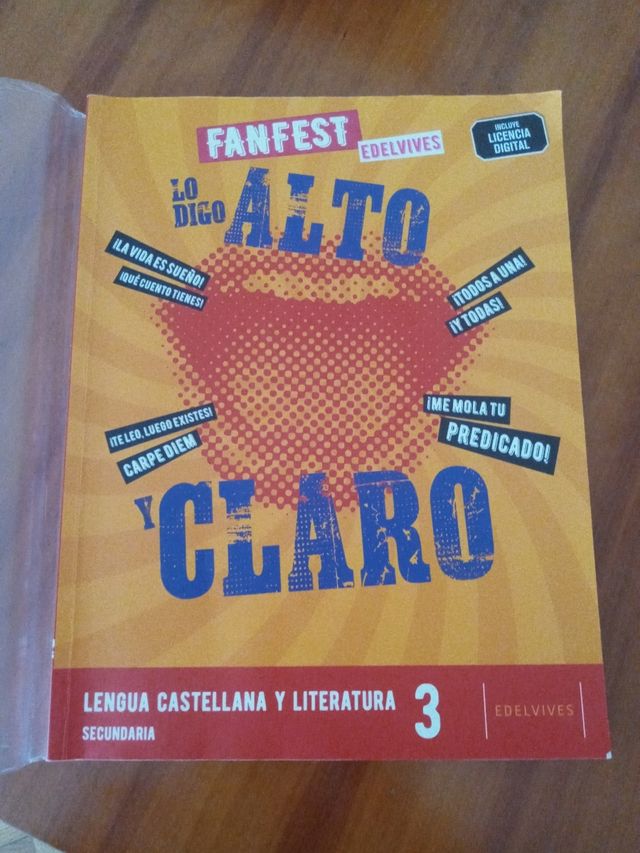 FANFEST
EDELVIVES
INCLUYE
LICENCIA
DIGITAL
LO
DIGO
ALTO
¡LA VIDA ES SUEÑO!
¡QUÉ CUENTO TIENES!
¡TODOS A UNA!
¡Y TODAS!
¡TE LEO, LUEGO EXISTES!
CARPE DIEM
¡ME MOLA TU
PREDICADO!
Y
CLARO
LENGUA CASTELLANA Y LITERATURA 3
SECUNDARIA
EDELVIVES